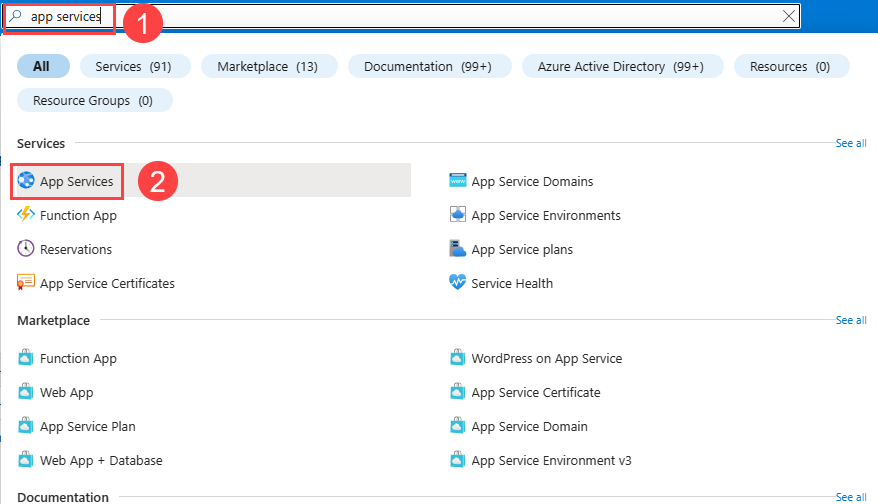 app services
1
All
Services (91)
Marketplace (13)
Documentation (99+)
Azure Active Directory (99+)
Resources (0)
Resource Groups (0)
Services
See all
App Services
2
App Service Domains
Function App
App Service Environments
Reservations
App Service plans
App Service Certificates
Service Health
Marketplace
See all
Function App
WordPress on App Service
Web App
App Service Certificate
App Service Plan
App Service Domain
Web App + Database
App Service Environment v3
Documentation
See all